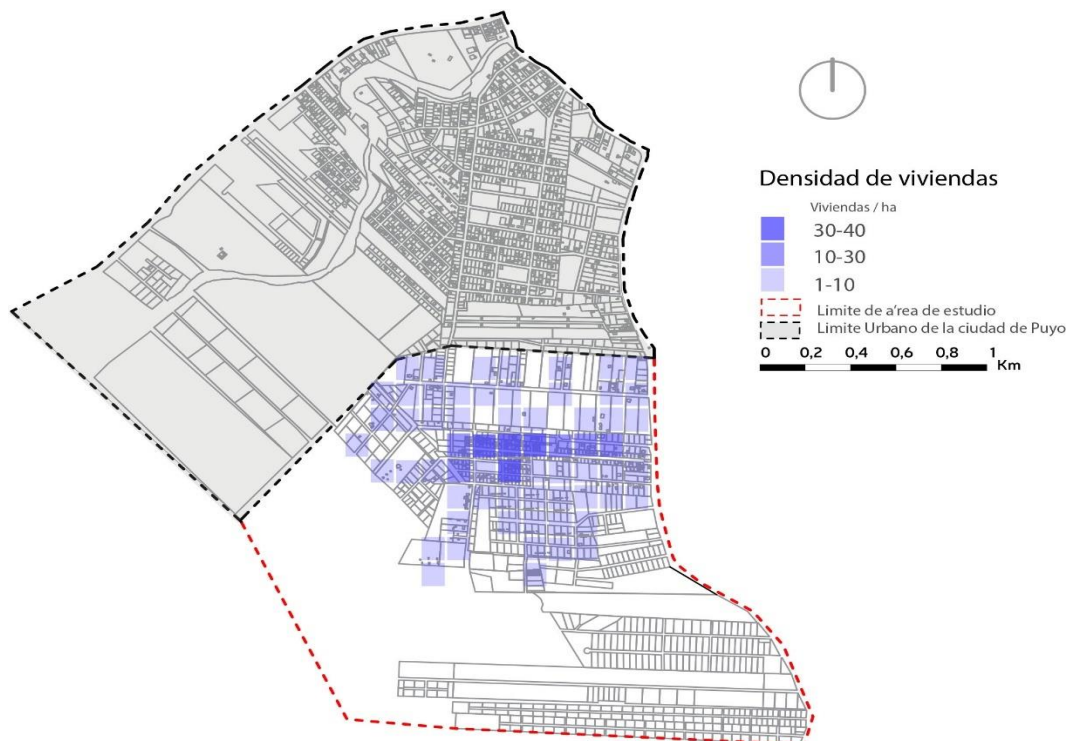 Densidad de viviendas
Viviendas / ha
30-40
10-30
1-10
Limite de a'rea de estudio
Limite Urbano de la ciudad de Puyo
0 0,2 0,4 0,6 0,8 1
Km